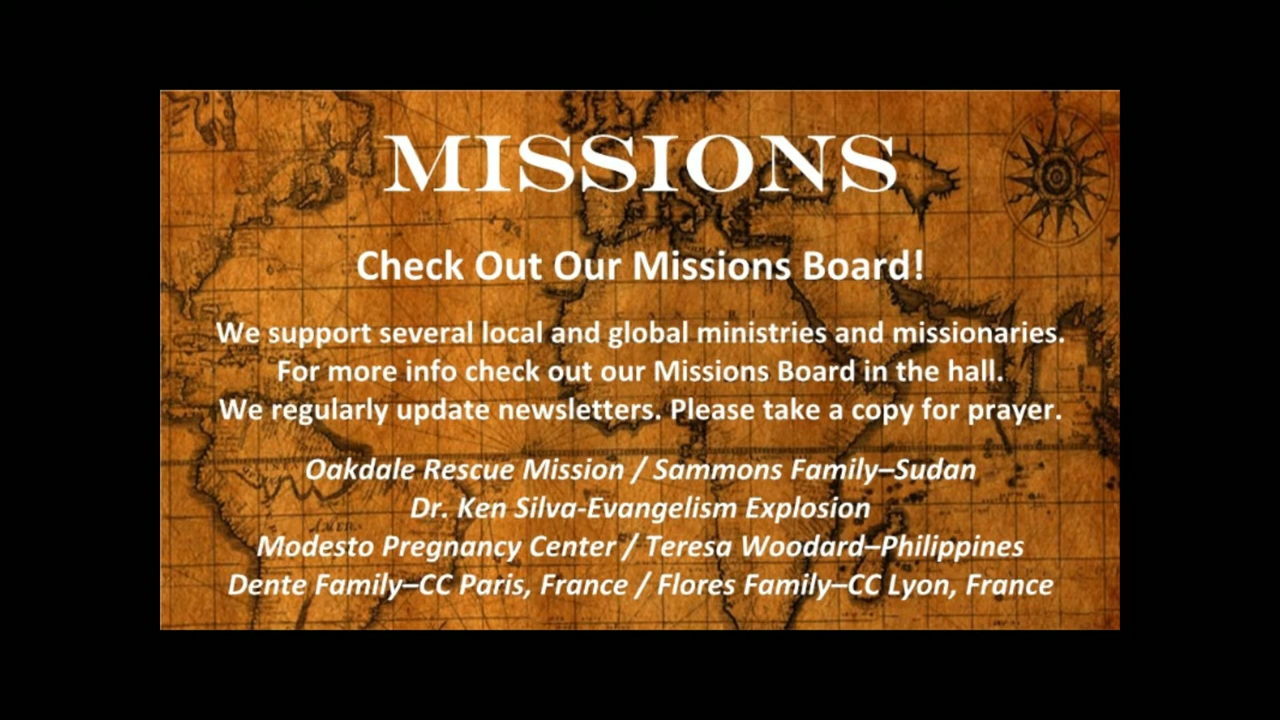 MISSIONS
Check Out Our Missions Board!
We support several local and global ministries and missionaries.
For more info check out our Missions Board in the hall.
We regularly update newsletters. Please take a copy for prayer.
Oakdale Rescue Mission / Sammons Family–Sudan
Dr. Ken Silva-Evangelism Explosion
Modesto Pregnancy Center / Teresa Woodard–Philippines
Dente Family–CC Paris, France / Flores Family–CC Lyon, France